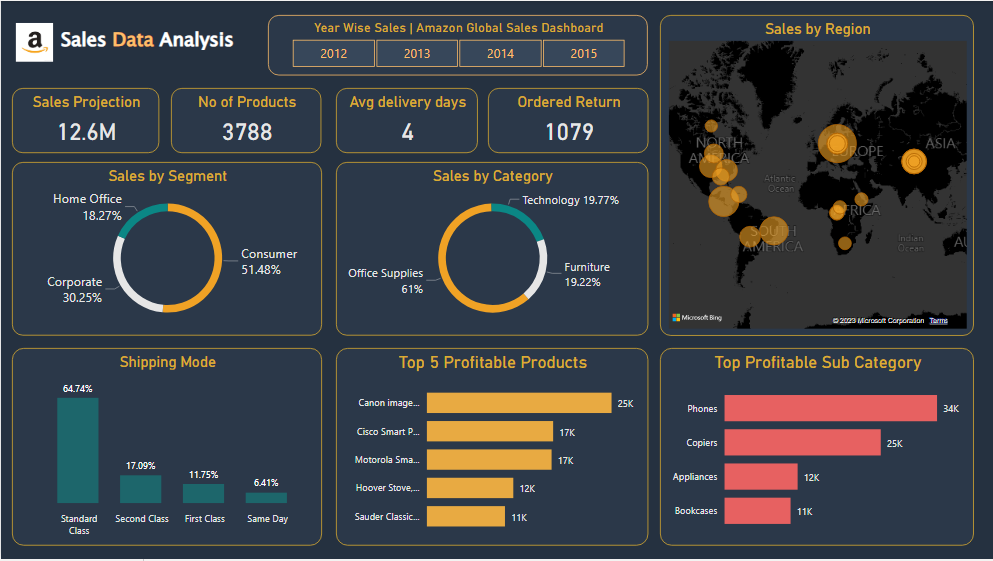 a
Sales Data Analysis
Year Wise Sales | Amazon Global Sales Dashboard
2012
2013
2014
2015
Sales Projection
12.6M
No of Products
3788
Avg delivery days
4
Ordered Return
1079
Sales by Segment
Home Office
18.27%
Consumer
51.48%
Corporate
30.25%
Sales by Category
Technology 19.77%
Office Supplies
61%
Furniture
19.22%
Sales by Region
NORTH
AMERICA
EUROPE
ASIA
Atlantic
Ocean
AFRICA
SOUTH
AMERICA
Indian
Ocean
AU
Microsoft Bing
© 2023 Microsoft Corporation Terms
Shipping Mode
64.74%
17.09%
11.75%
6.41%
Standard
Class
Second Class
First Class
Same Day
Top 5 Profitable Products
Canon image...
25K
Cisco Smart P...
17K
Motorola Sma...
17K
Hoover Stove,...
12K
Sauder Classic...
11K
Top Profitable Sub Category
Phones
34K
Copiers
25K
Appliances
12K
Bookcases
11K